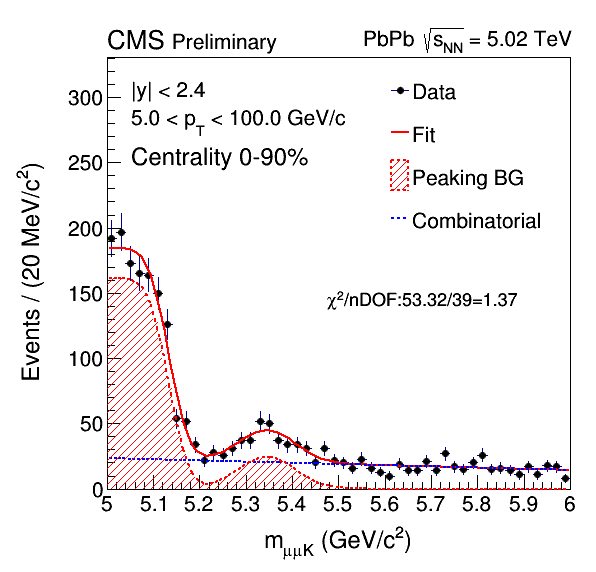 CMS Preliminary
PbPb √s_NN = 5.02 TeV
|y| < 2.4
5.0 < p_T < 100.0 GeV/c
Centrality 0-90%
Data
Fit
Peaking BG
Combinatorial
χ²/nDOF:53.32/39=1.37
Events / (20 MeV/c²)
300
250
200
150
100
50
0
5 5.1 5.2 5.3 5.4 5.5 5.6 5.7 5.8 5.9 6
m_μμK (GeV/c²)